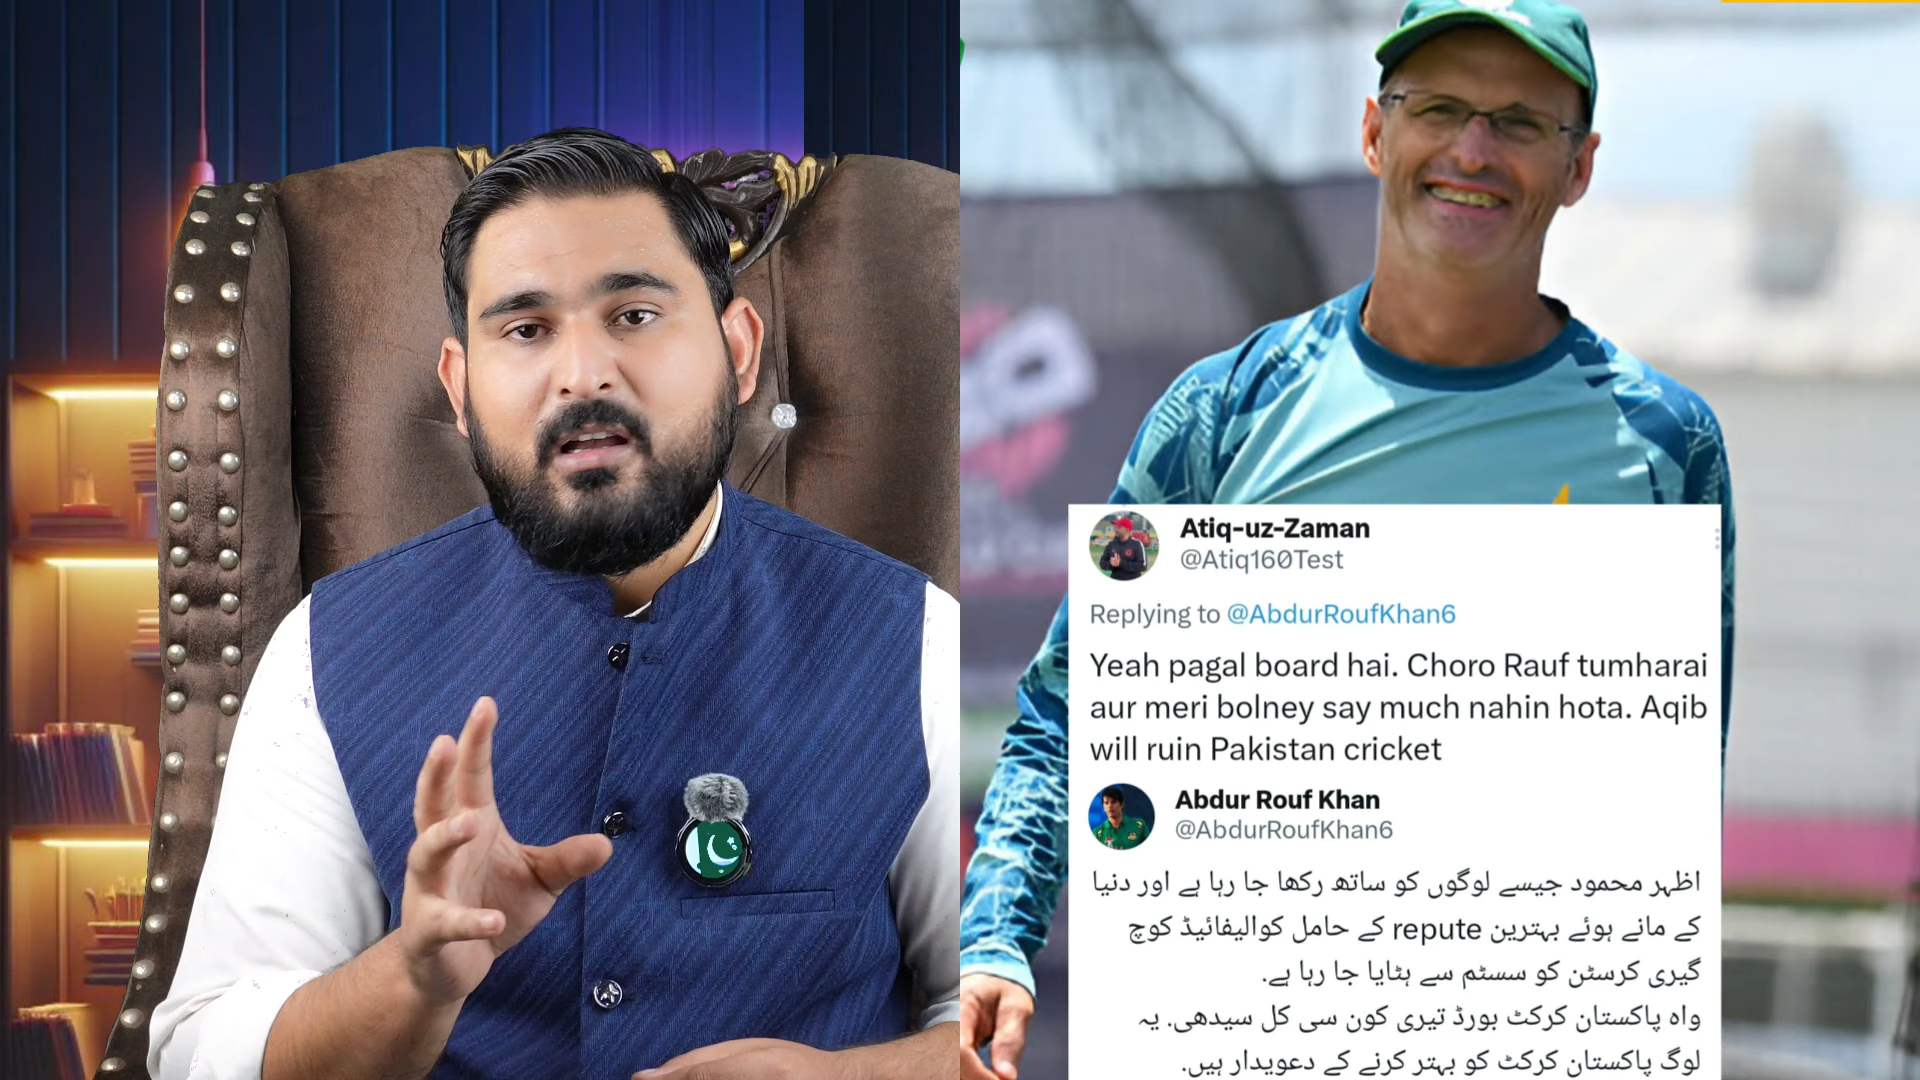 Atiq-uz-Zaman
@Atiq160Test
Replying to @AbdurRoufKhan6
Yeah pagal board hai. Choro Rauf tumharai
aur meri bolney say much nahin hota. Aqib
will ruin Pakistan cricket
Abdur Rouf Khan
@AbdurRoufKhan6
اظہر محمود جیسے لوگوں کو ساتھ رکھا جا رہا ہے اور دنیا
کے مانے ہوئے بہترین repute کے حامل کوالیفائیڈ کوچ
گیری کرسٹن کو سسٹم سے ہٹایا جا رہا ہے.
واہ پاکستان کرکٹ بورڈ تیری کون سی کل سیدھی. یہ
لوگ پاکستان کرکٹ کو بہتر کرنے کے دعویدار ہیں.